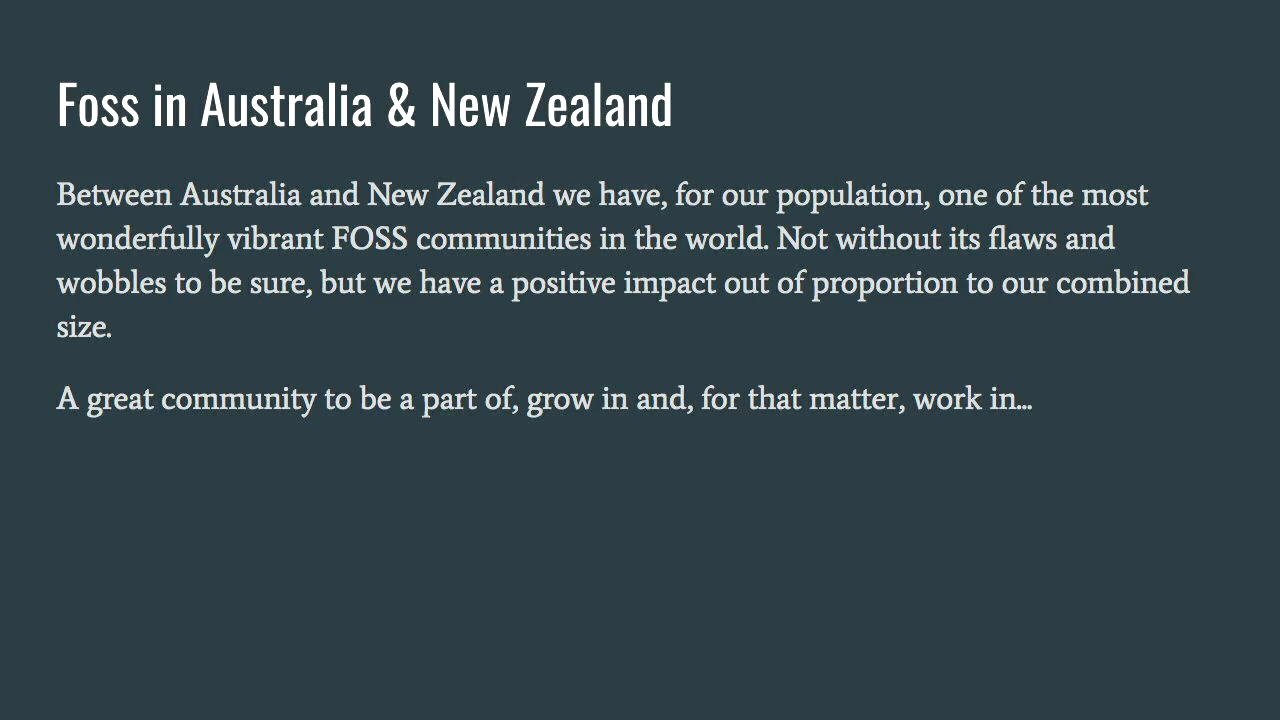 Foss in Australia & New Zealand
Between Australia and New Zealand we have, for our population, one of the most
wonderfully vibrant FOSS communities in the world. Not without its flaws and
wobbles to be sure, but we have a positive impact out of proportion to our combined
size.
A great community to be a part of, grow in and, for that matter, work in...